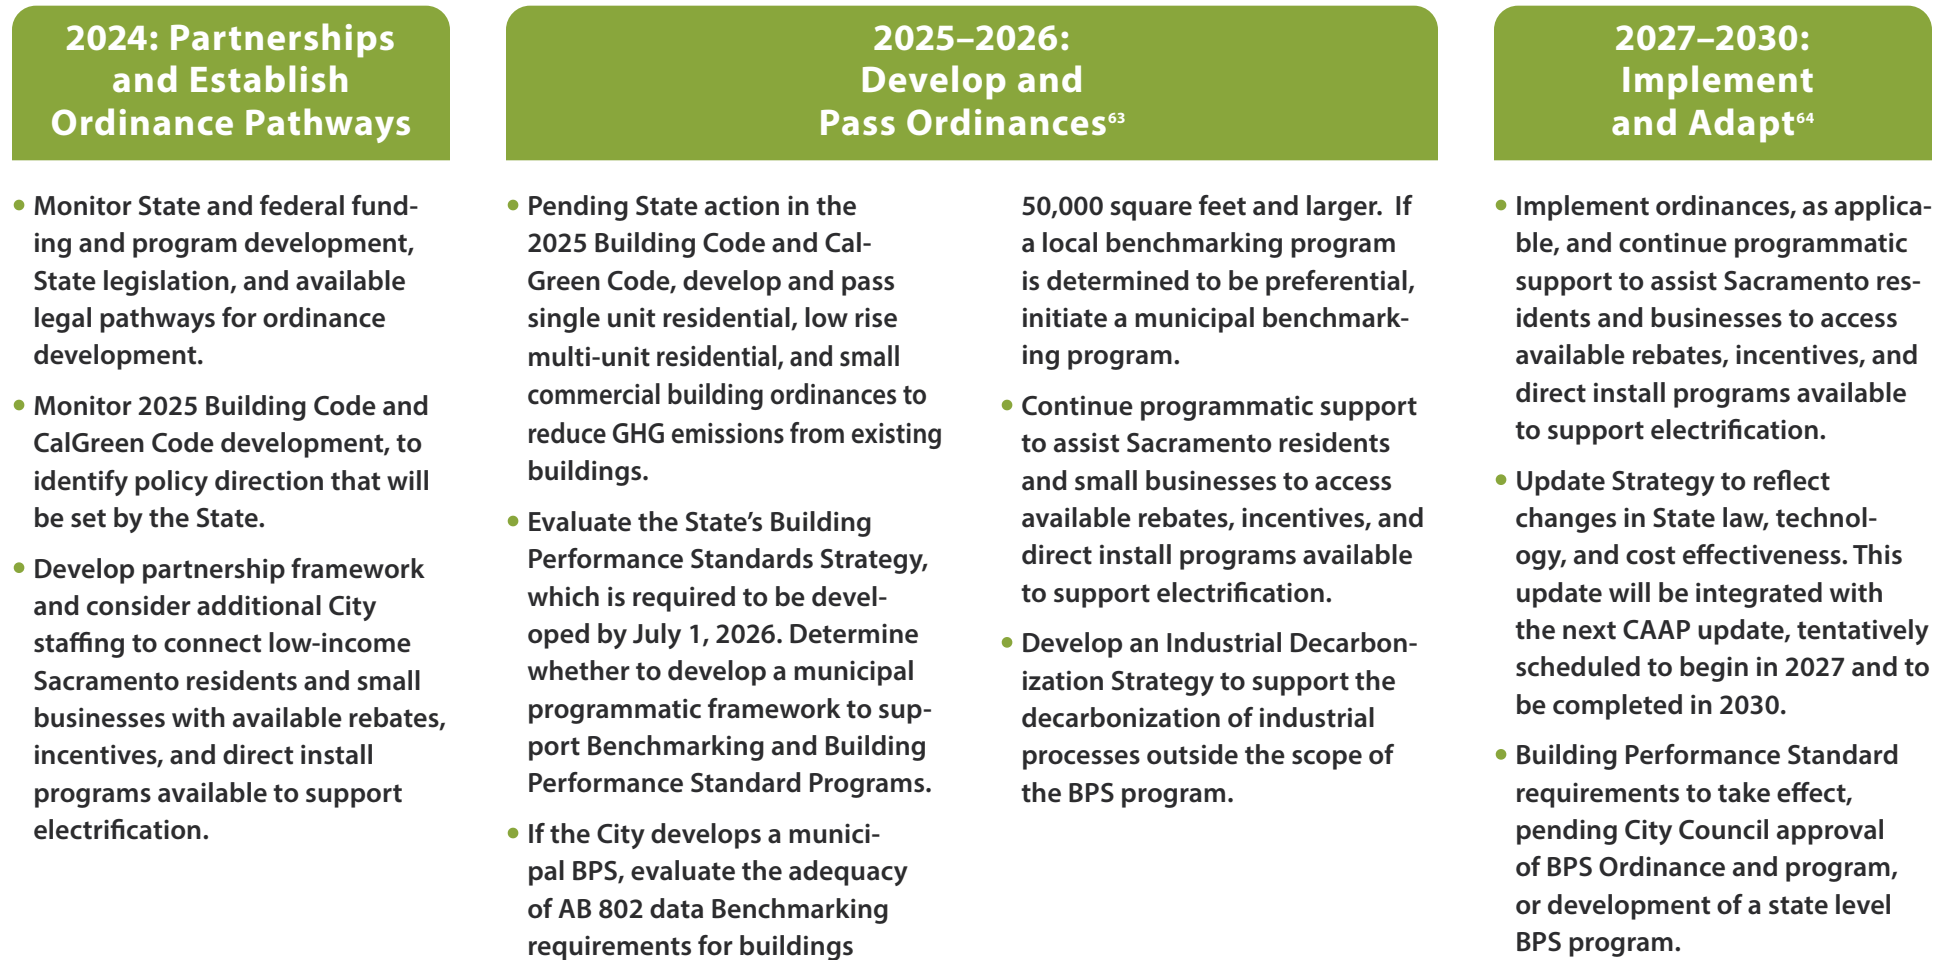 2024: Partnerships
and Establish
Ordinance Pathways
• Monitor State and federal fund-
ing and program development,
State legislation, and available
legal pathways for ordinance
development.
• Monitor 2025 Building Code and
CalGreen Code development, to
identify policy direction that will
be set by the State.
• Develop partnership framework
and consider additional City
staffing to connect low-income
Sacramento residents and small
businesses with available rebates,
incentives, and direct install
programs available to support
electrification.
2025–2026:
Develop and
Pass Ordinances⁶³
• Pending State action in the
2025 Building Code and Cal-
Green Code, develop and pass
single unit residential, low rise
multi-unit residential, and small
commercial building ordinances to
reduce GHG emissions from existing
buildings.
• Evaluate the State’s Building
Performance Standards Strategy,
which is required to be devel-
oped by July 1, 2026. Determine
whether to develop a municipal
programmatic framework to sup-
port Benchmarking and Building
Performance Standard Programs.
• If the City develops a munici-
pal BPS, evaluate the adequacy
of AB 802 data Benchmarking
requirements for buildings
50,000 square feet and larger.  If
a local benchmarking program
is determined to be preferential,
initiate a municipal benchmark-
ing program.
• Continue programmatic support
to assist Sacramento residents
and small businesses to access
available rebates, incentives, and
direct install programs available
to support electrification.
• Develop an Industrial Decarbon-
ization Strategy to support the
decarbonization of industrial
processes outside the scope of
the BPS program.
2027–2030:
Implement
and Adapt⁶⁴
• Implement ordinances, as applica-
ble, and continue programmatic
support to assist Sacramento res-
idents and businesses to access
available rebates, incentives, and
direct install programs available
to support electrification.
• Update Strategy to reflect
changes in State law, technol-
ogy, and cost effectiveness. This
update will be integrated with
the next CAAP update, tentatively
scheduled to begin in 2027 and to
be completed in 2030.
• Building Performance Standard
requirements to take effect,
pending City Council approval
of BPS Ordinance and program,
or development of a state level
BPS program.